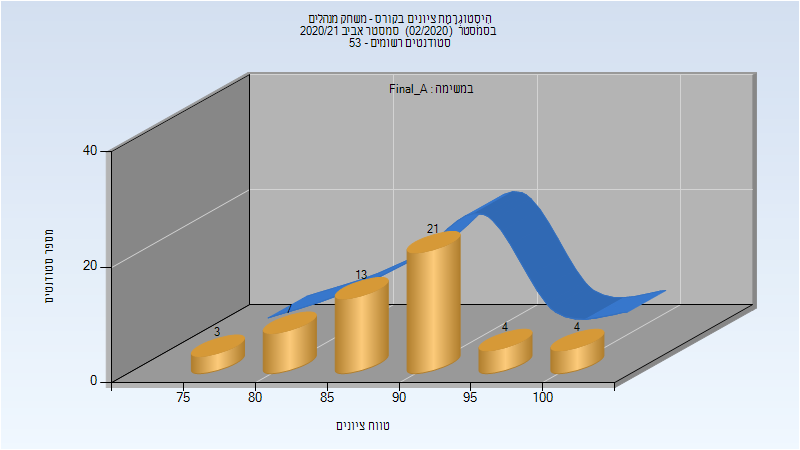 היסטוגרמת ציונים בקורס - משחק מנהלים
בסמסטר (02/2020) סמסטר אביב 2020/21
סטודנטים רשומים - 53
במשימה : Final_A
מספר סטודנטים
40
20
0
3
7
13
21
4
4
75
80
85
90
95
100
טווח ציונים